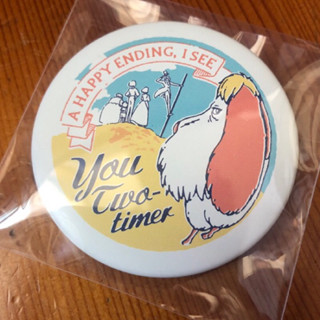 A HAPPY ENDING, I SEE
You
Two-
timer